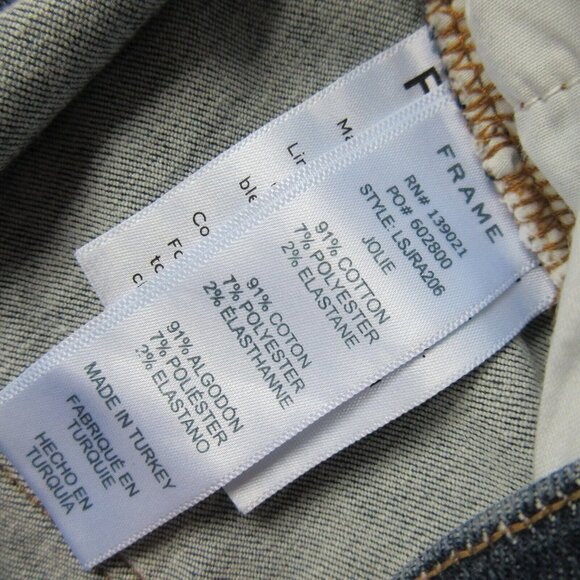 FRAME
RN# 139021
PO# 602800
STYLE: LSJRA206
JOLIE
91% COTTON
7% POLYESTER
2% ELASTANE
91% COTON
7% POLYESTER
2% ÉLASTHANNE
91% ALGODON
7% POLIÉSTER
2% ELASTANO
MADE IN TURKEY
FABRIQUÉ EN
TURQUIE
HECHO EN
TURQUÍA